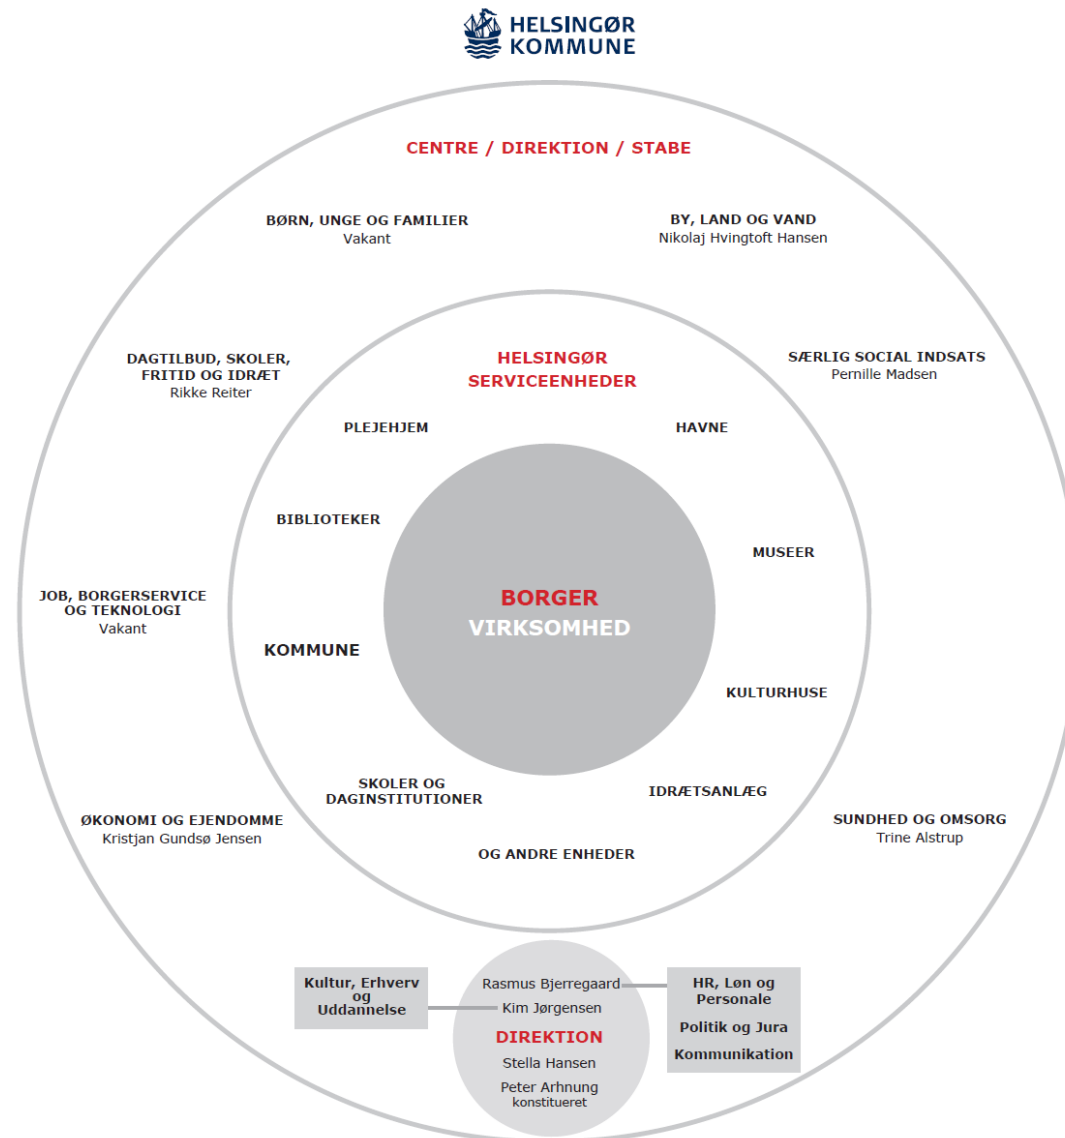 HELSINGØR
KOMMUNE
CENTRE / DIREKTION / STABE
BØRN, UNGE OG FAMILIER
Vakant
BY, LAND OG VAND
Nikolaj Hvingtoft Hansen
DAGTILBUD, SKOLER,
FRITID OG IDRÆT
Rikke Reiter
HELSINGØR
SERVICEENHEDER
SÆRLIG SOCIAL INDSATS
Pernille Madsen
PLEJEHJEM
HAVNE
BIBLIOTEKER
MUSEER
JOB, BORGERSERVICE
OG TEKNOLOGI
Vakant
BORGER
VIRKSOMHED
KOMMUNE
KULTURHUSE
SKOLER OG
DAGINSTITUTIONER
IDRÆTSANLÆG
ØKONOMI OG EJENDOMME
Kristjan Gundsø Jensen
SUNDHED OG OMSORG
Trine Alstrup
OG ANDRE ENHEDER
Kultur, Erhverv
og
Uddannelse
Rasmus Bjerregaard
Kim Jørgensen
DIREKTION
Stella Hansen
Peter Arhnung
konstitueret
HR, Løn og
Personale
Politik og Jura
Kommunikation